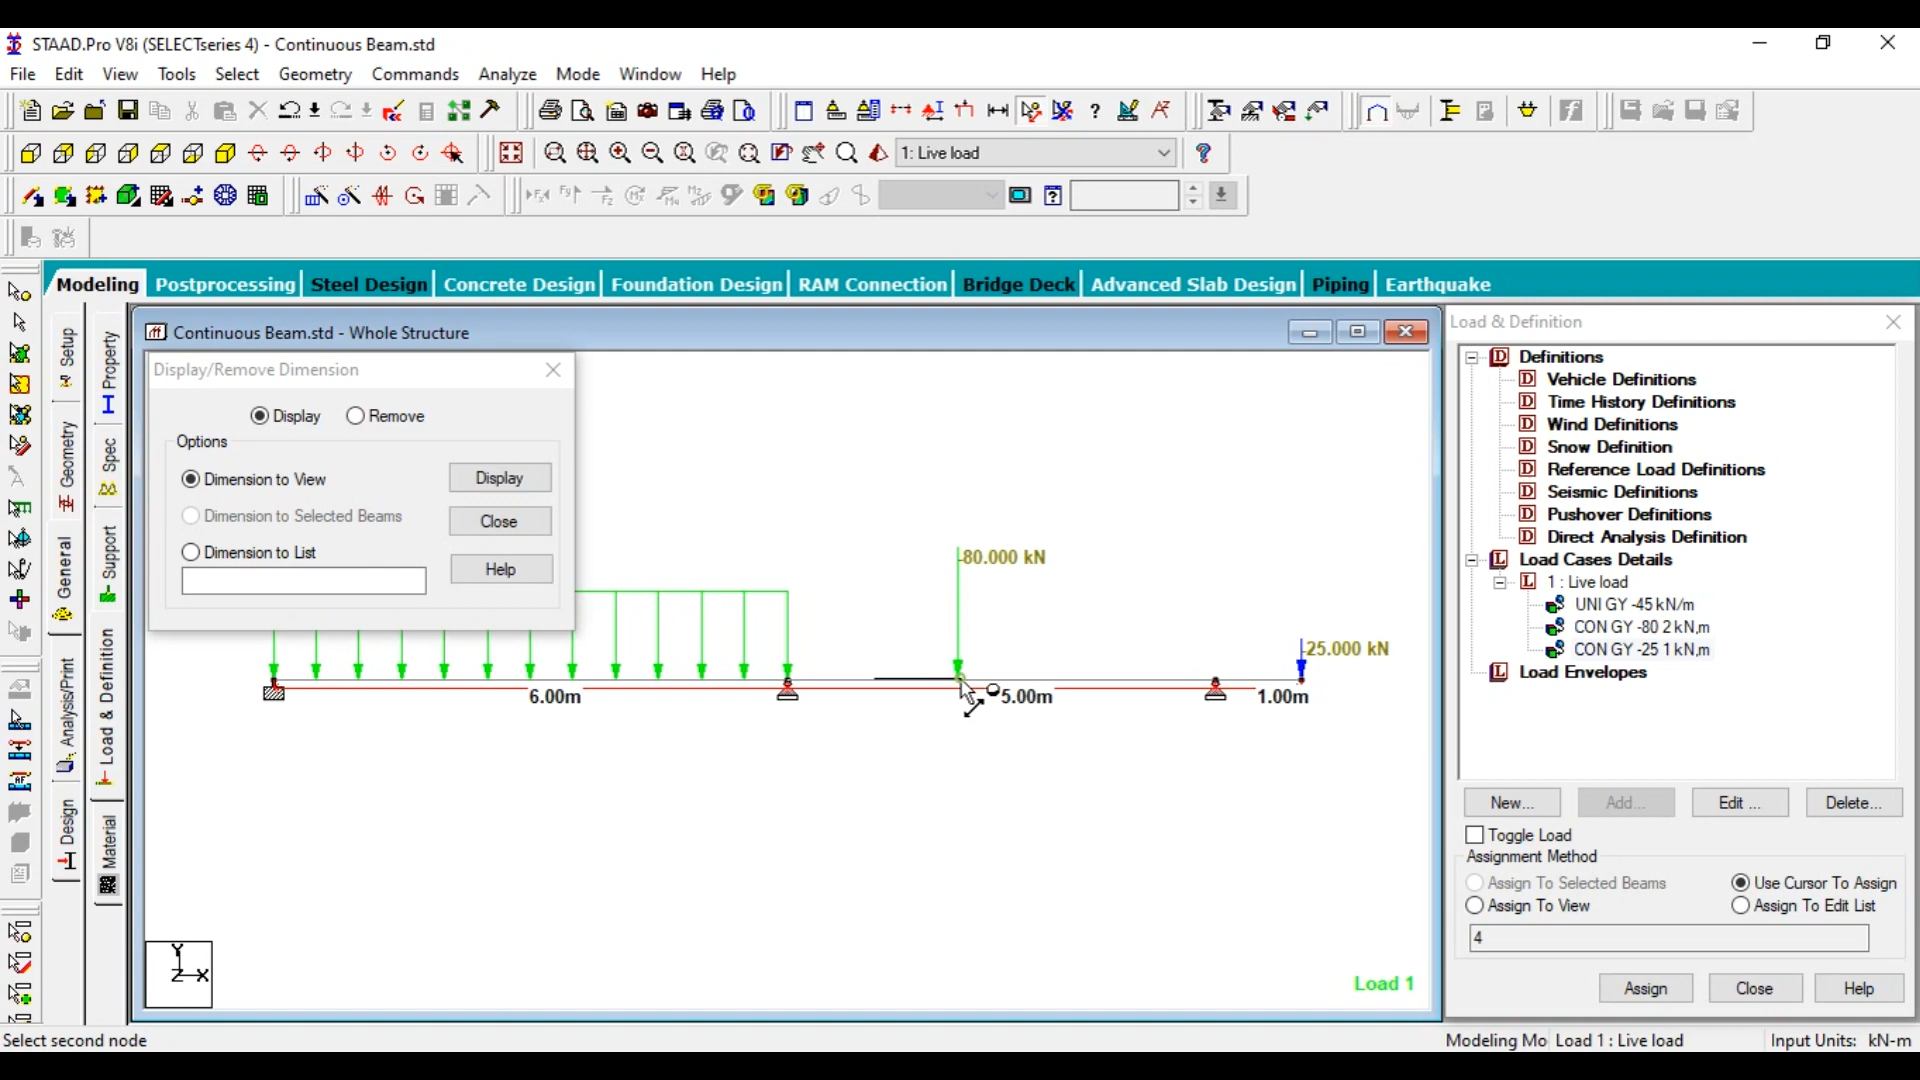 STAAD.Pro V8i (SELECTseries 4) - Continuous Beam.std
File Edit View Tools Select Geometry Commands Analyze Mode Window Help
1: Live load
Modeling Postprocessing Steel Design Concrete Design Foundation Design RAM Connection Bridge Deck Advanced Slab Design Piping Earthquake
Setup
Geometry
General
Analysis/Print
Design
Property
Spec
Support
Load & Definition
Material
Continuous Beam.std - Whole Structure
Display/Remove Dimension
Display Remove
Options
Dimension to View Display
Dimension to Selected Beams Close
Dimension to List Help
-80.000 kN
-25.000 kN
6.00m 5.00m 1.00m
Y
Z X
Load 1
Load & Definition
Definitions
Vehicle Definitions
Time History Definitions
Wind Definitions
Snow Definition
Reference Load Definitions
Seismic Definitions
Pushover Definitions
Direct Analysis Definition
Load Cases Details
1 : Live load
UNI GY -45 kN/m
CON GY -80 2 kN,m
CON GY -25 1 kN,m
Load Envelopes
New... Add... Edit ... Delete...
Toggle Load
Assignment Method
Assign To Selected Beams Use Cursor To Assign
Assign To View Assign To Edit List
4
Assign Close Help
Select second node Modeling Mo Load 1 : Live load Input Units: kN-m